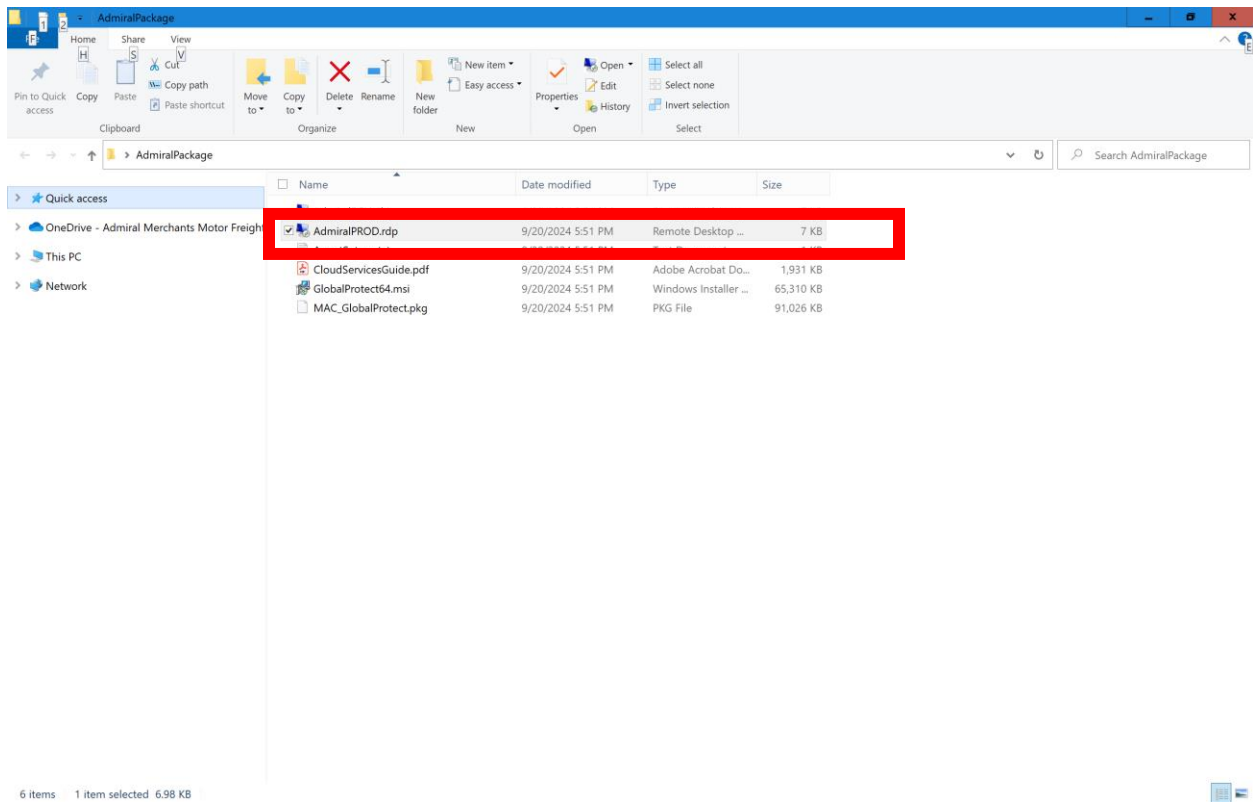 1 2 AdmiralPackage
F Home Share View E
H S V
Pin to Quick access
Copy
Paste
Cut
Copy path
Paste shortcut
Clipboard
Move to
Copy to
Delete
Rename
Organize
New folder
New item
Easy access
New
Properties
Open
Edit
History
Open
Select all
Select none
Invert selection
Select
AdmiralPackage
Search AdmiralPackage
Quick access
OneDrive - Admiral Merchants Motor Freight
This PC
Network
Name Date modified Type Size
AdmiralPROD.rdp 9/20/2024 5:51 PM Remote Desktop ... 7 KB
CloudServicesGuide.pdf 9/20/2024 5:51 PM Adobe Acrobat Do... 1,931 KB
GlobalProtect64.msi 9/20/2024 5:51 PM Windows Installer ... 65,310 KB
MAC_GlobalProtect.pkg 9/20/2024 5:51 PM PKG File 91,026 KB
6 items 1 item selected 6.98 KB